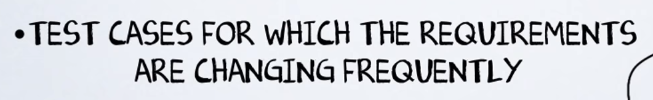 •TEST CASES FOR WHICH THE REQUIREMENTS
ARE CHANGING FREQUENTLY